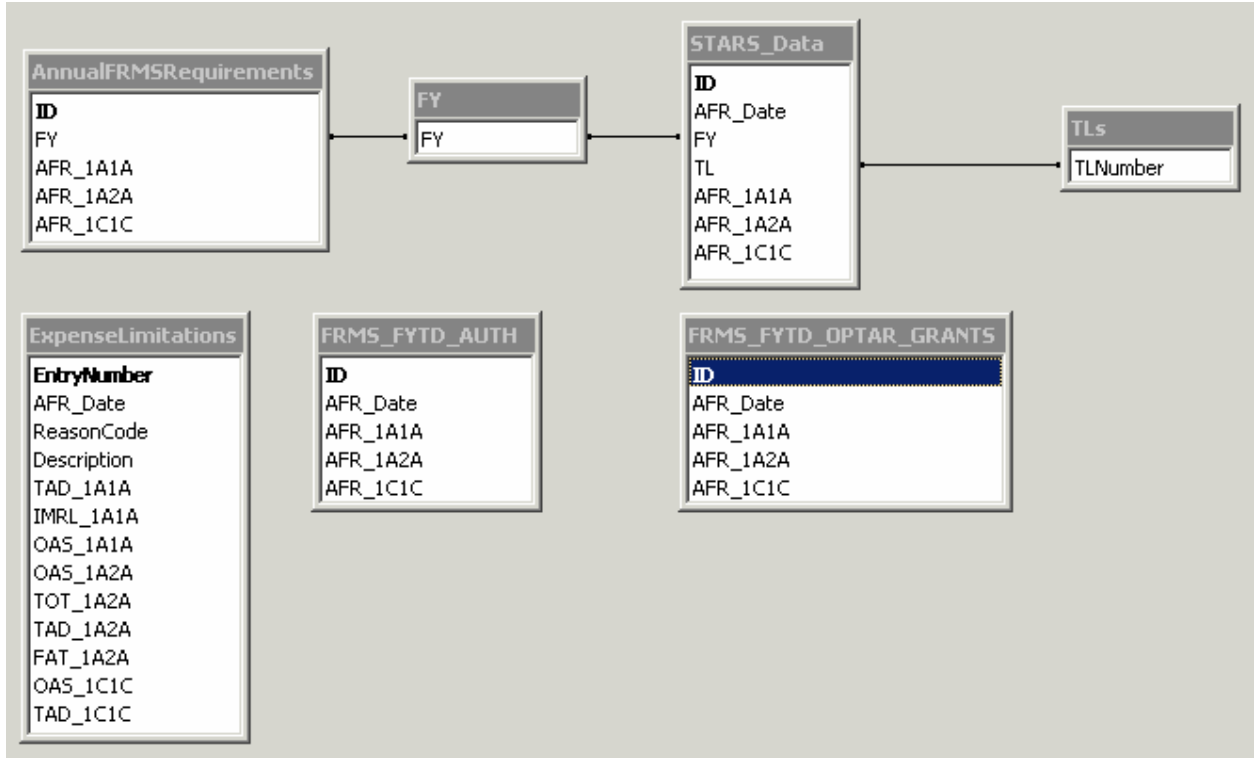 AnnualFRMSRequirements
ID
FY
AFR_1A1A
AFR_1A2A
AFR_1C1C
FY
FY
STARS_Data
ID
AFR_Date
FY
TL
AFR_1A1A
AFR_1A2A
AFR_1C1C
TLs
TLNumber
ExpenseLimitations
EntryNumber
AFR_Date
ReasonCode
Description
TAD_1A1A
IMRL_1A1A
OAS_1A1A
OAS_1A2A
TOT_1A2A
TAD_1A2A
FAT_1A2A
OAS_1C1C
TAD_1C1C
FRMS_FYTD_AUTH
ID
AFR_Date
AFR_1A1A
AFR_1A2A
AFR_1C1C
FRMS_FYTD_OPTAR_GRANTS
ID
AFR_Date
AFR_1A1A
AFR_1A2A
AFR_1C1C